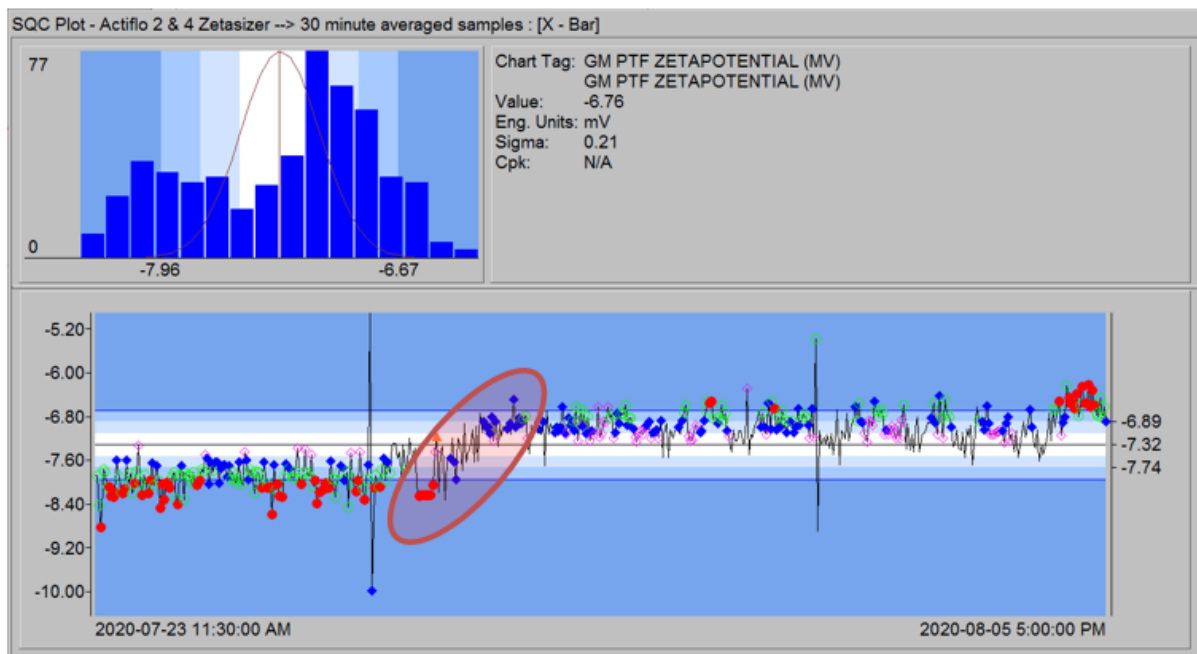 SQC Plot - Actiflo 2 & 4 Zetasizer --> 30 minute averaged samples : [X - Bar]
77
0
-7.96 -6.67
Chart Tag: GM PTF ZETAPOTENTIAL (MV)
GM PTF ZETAPOTENTIAL (MV)
Value: -6.76
Eng. Units: mV
Sigma: 0.21
Cpk: N/A
-5.20
-6.00
-6.80
-7.60
-8.40
-9.20
-10.00
-6.89
-7.32
-7.74
2020-07-23 11:30:00 AM 2020-08-05 5:00:00 PM